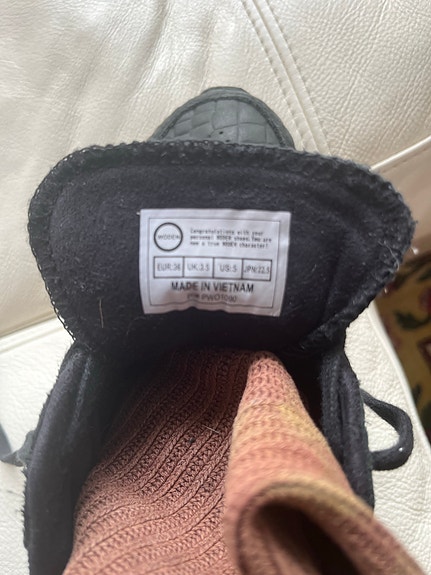 WODEN
Congratulations with your
personal WODEN shoes.You are
now a true WODEN character!
EUR:36 UK:3.5 US:5 JPN:22.5
MADE IN VIETNAM